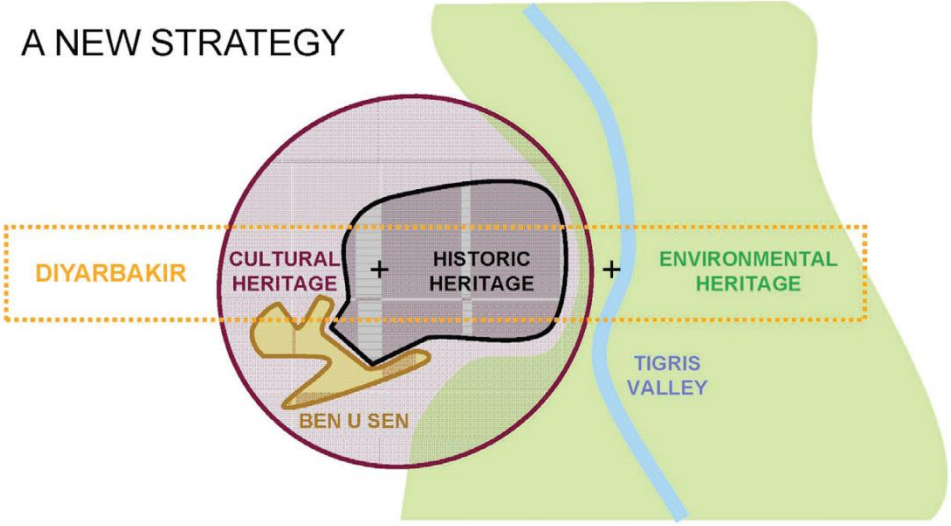 A NEW STRATEGY
DIYARBAKIR
CULTURAL
HERITAGE
+
HISTORIC
HERITAGE
+
ENVIRONMENTAL
HERITAGE
TIGRIS
VALLEY
BEN U SEN